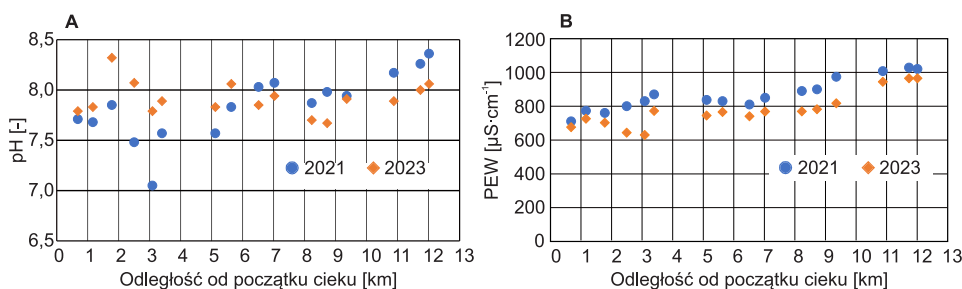 A
8,5
8,0
7,5
7,0
6,5
pH [-]
2021
2023
0 1 2 3 4 5 6 7 8 9 10 11 12 13
Odległość od początku cieku [km]
B
1200
1000
800
600
400
200
0
PEW [µS·cm⁻¹]
2021
2023
0 1 2 3 4 5 6 7 8 9 10 11 12 13
Odległość od początku cieku [km]